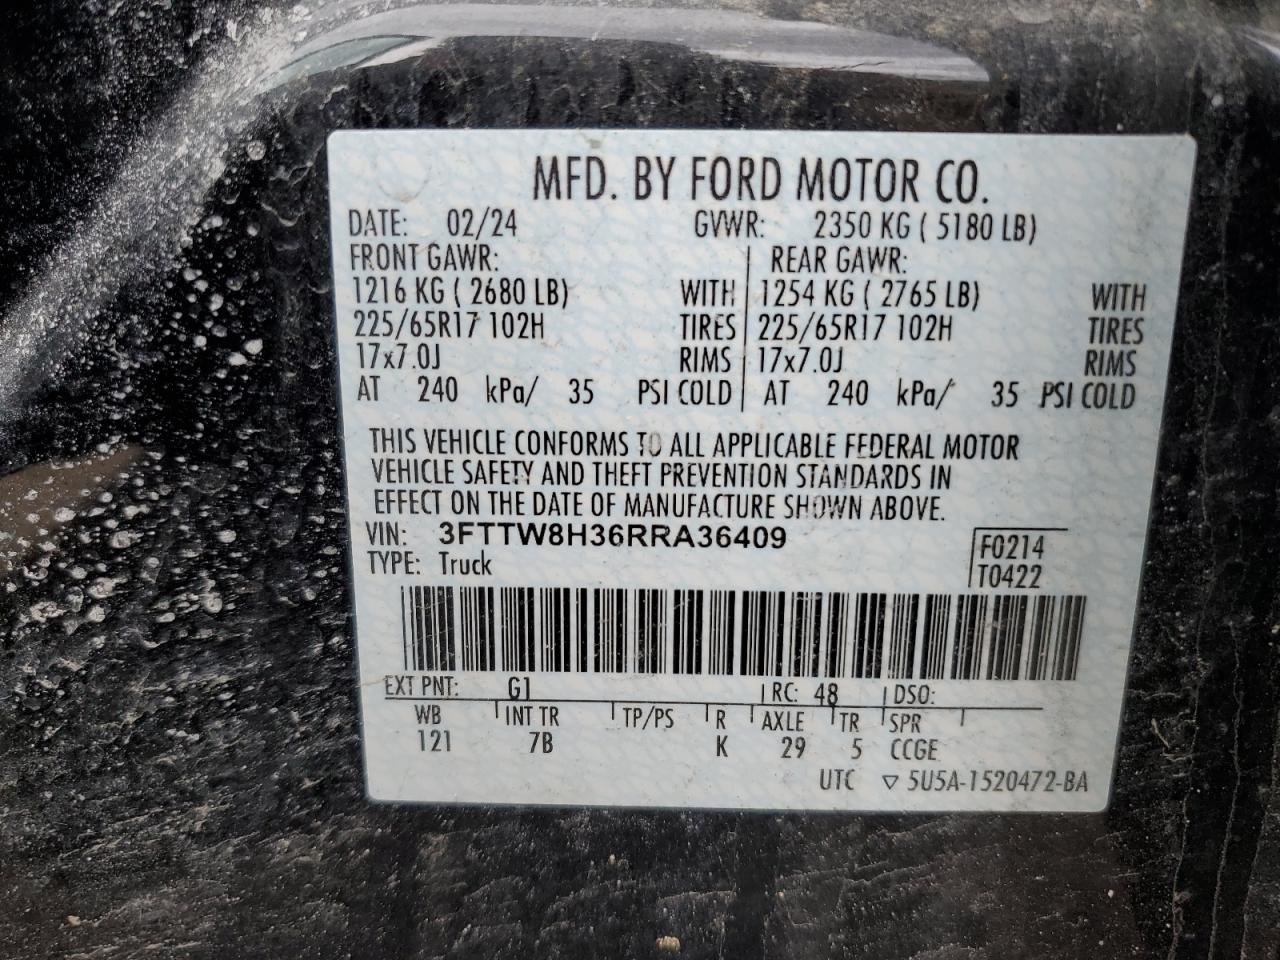 MFD. BY FORD MOTOR CO.
DATE: 02/24 GVWR: 2350 KG ( 5180 LB)
FRONT GAWR: REAR GAWR:
1216 KG ( 2680 LB) WITH 1254 KG ( 2765 LB) WITH
225/65R17 102H TIRES 225/65R17 102H TIRES
17x7.0J RIMS 17x7.0J RIMS
AT 240 kPa/ 35 PSI COLD AT 240 kPa/ 35 PSI COLD
THIS VEHICLE CONFORMS TO ALL APPLICABLE FEDERAL MOTOR
VEHICLE SAFETY AND THEFT PREVENTION STANDARDS IN
EFFECT ON THE DATE OF MANUFACTURE SHOWN ABOVE.
VIN: 3FTTW8H36RRA36409 F0214
TYPE: Truck T0422
EXT PNT: G1 RC: 48 DSO:
WB INT TR TP/PS R AXLE TR SPR
121 7B K 29 5 CCGE
UTC ▽ 5U5A-1520472-BA